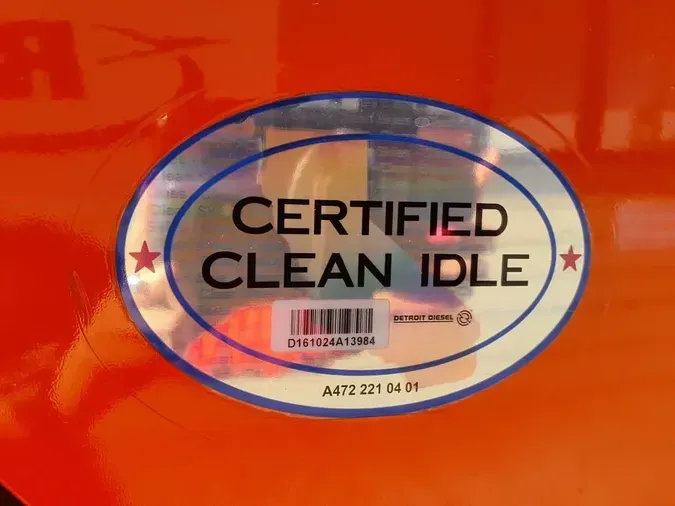 CERTIFIED
CLEAN IDLE
DETROIT DIESEL
D161024A13984
A472 221 04 01